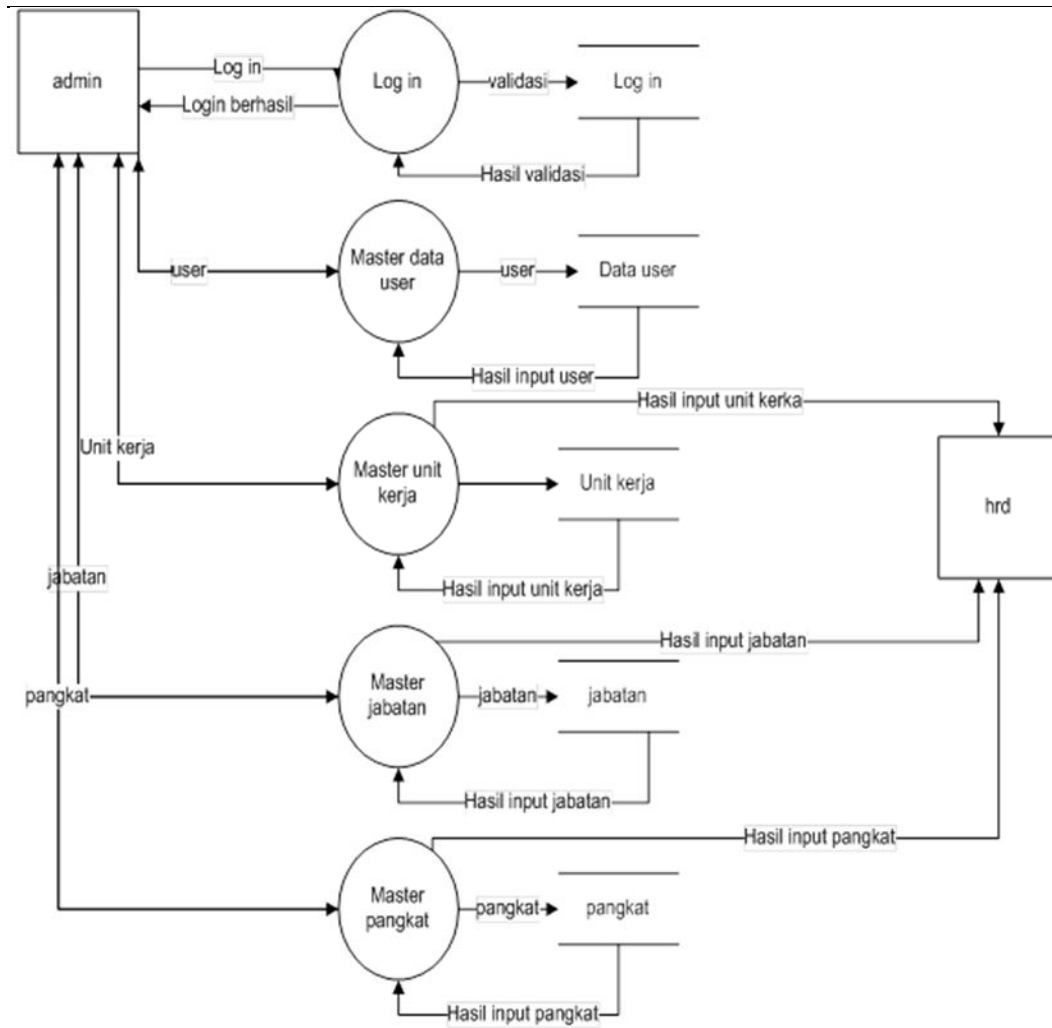 admin
Log in
Login berhasil
Log in
validasi
Log in
Hasil validasi
user
Master data
user
user
Data user
Hasil input user
Hasil input unit kerka
Unit kerja
Master unit
kerja
Unit kerja
hrd
Hasil input unit kerja
jabatan
Hasil input jabatan
pangkat
Master
jabatan
jabatan
jabatan
Hasil input jabatan
Hasil input pangkat
Master
pangkat
pangkat
pangkat
Hasil input pangkat